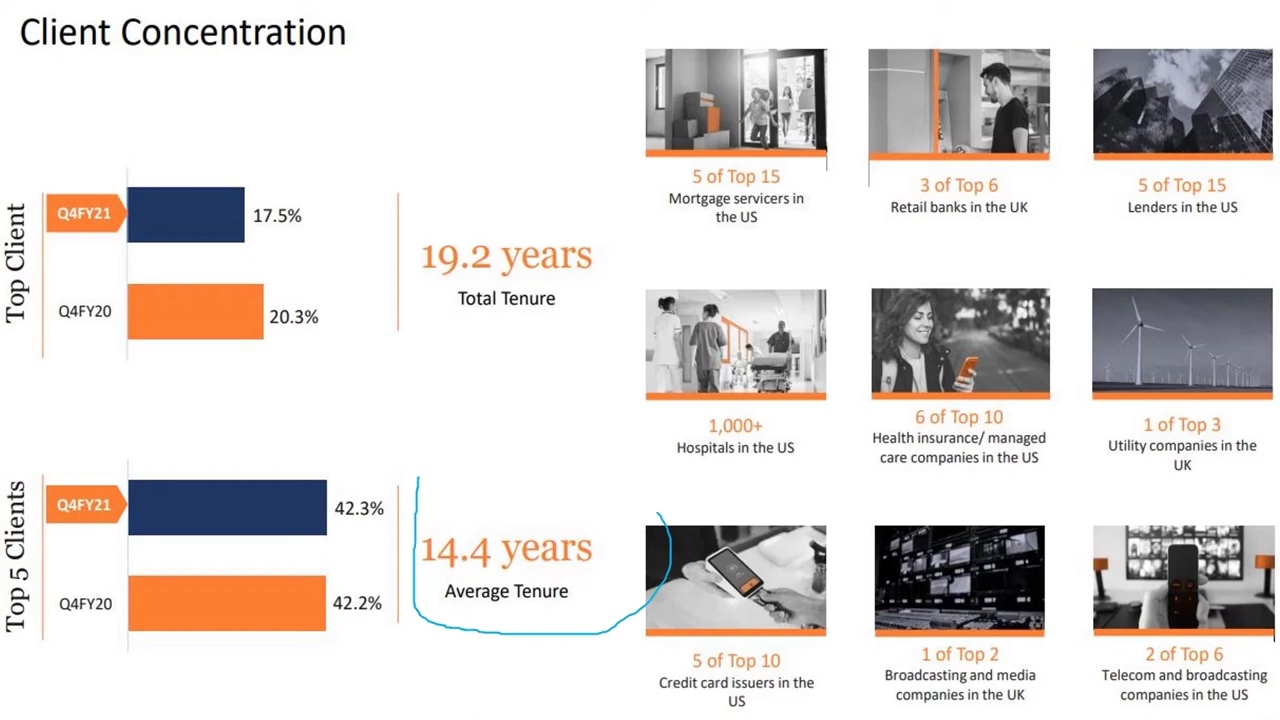 Client Concentration
Top Client
Q4FY21
17.5%
Q4FY20
20.3%
19.2 years
Total Tenure
Top 5 Clients
Q4FY21
42.3%
Q4FY20
42.2%
14.4 years
Average Tenure
5 of Top 15
Mortgage servicers in
the US
3 of Top 6
Retail banks in the UK
5 of Top 15
Lenders in the US
1,000+
Hospitals in the US
6 of Top 10
Health insurance/ managed
care companies in the US
1 of Top 3
Utility companies in the
UK
5 of Top 10
Credit card issuers in the
US
1 of Top 2
Broadcasting and media
companies in the UK
2 of Top 6
Telecom and broadcasting
companies in the US